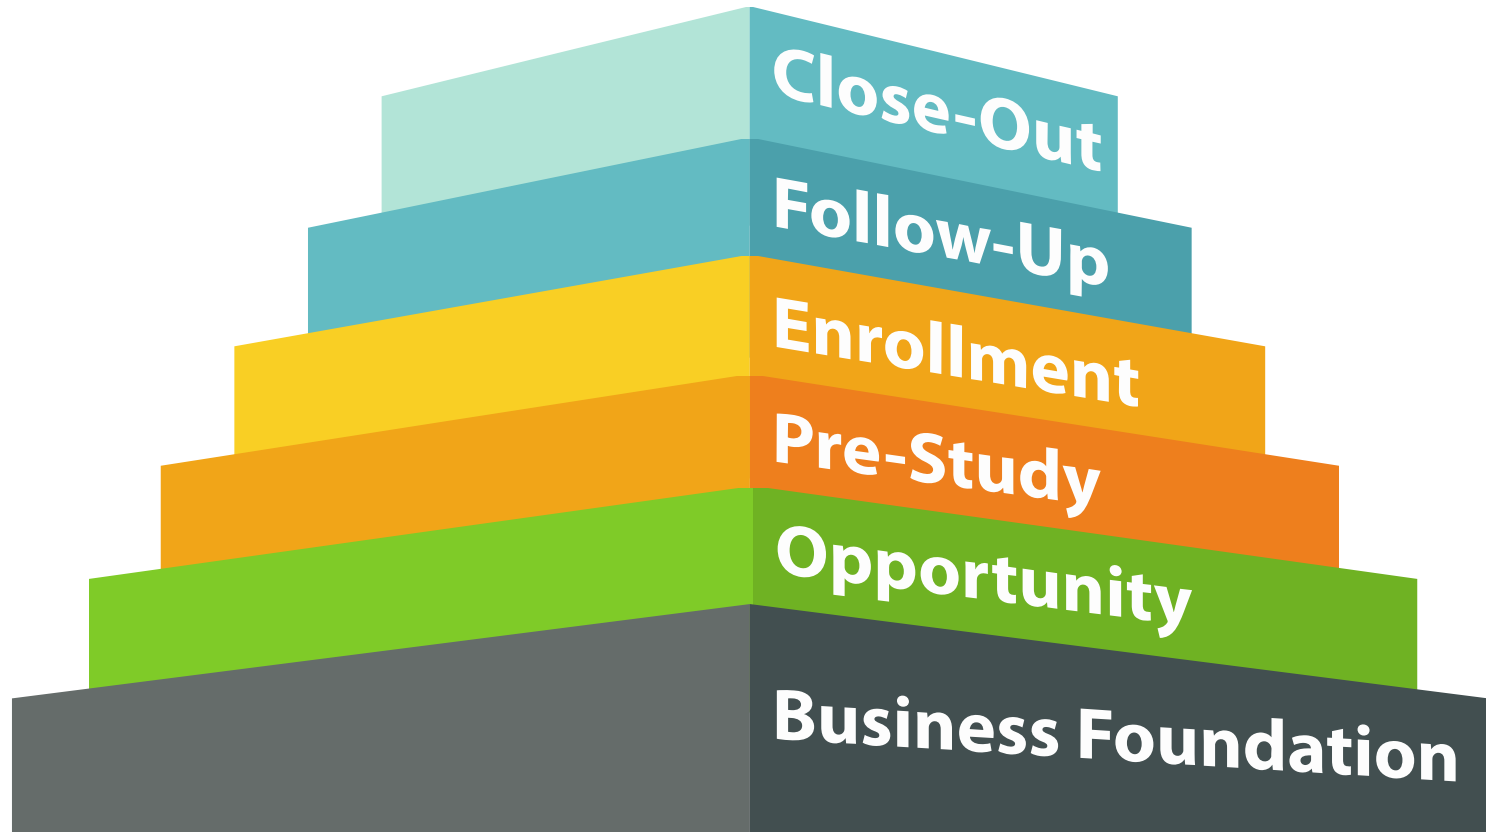 Close-Out
Follow-Up
Enrollment
Pre-Study
Opportunity
Business Foundation